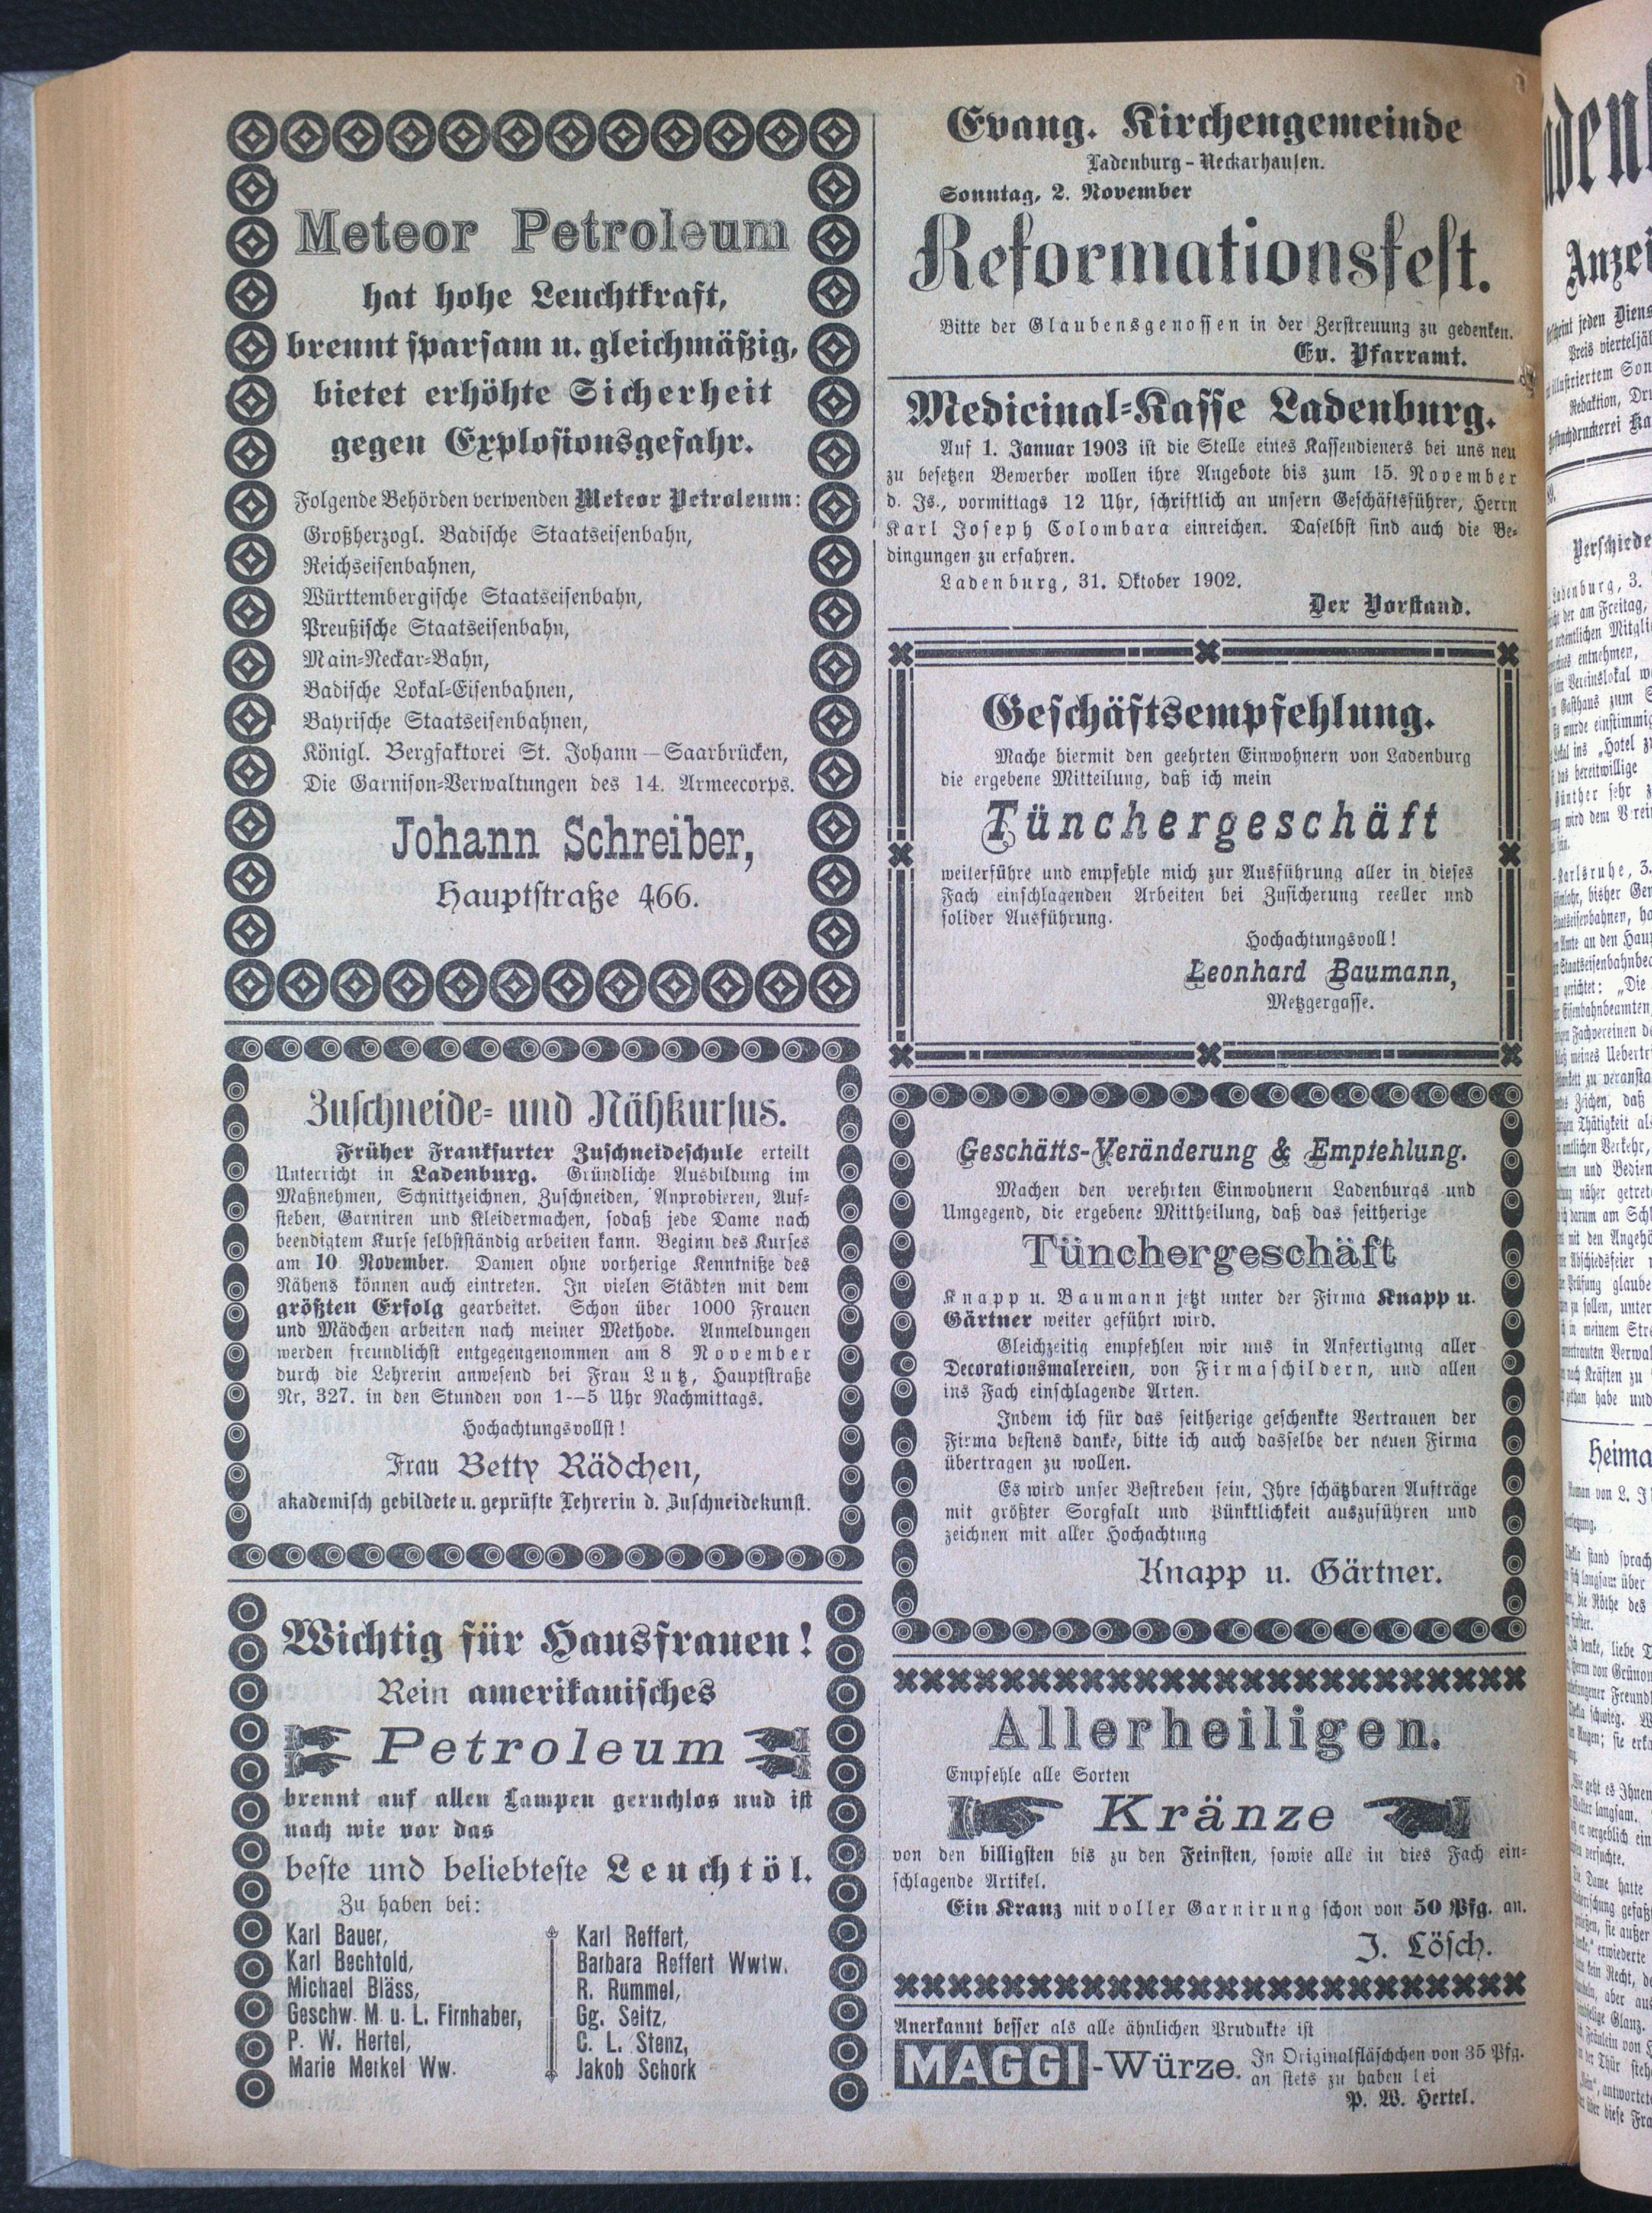 Meteor Petroleum
hat hohe Leuchtkraft,
brennt sparsam u. gleichmäßig,
bietet erhöhte Sicherheit
gegen Explosionsgefahr.
Folgende Behörden verwenden Meteor Petroleum:
Großherzogl. Badische Staatseisenbahn,
Reichseisenbahnen,
Württembergische Staatseisenbahn,
Preußische Staatseisenbahn,
Main-Neckar-Bahn,
Badische Lokal-Eisenbahnen,
Bayrische Staatseisenbahnen,
Königl. Bergfaktorei St. Johann—Saarbrücken,
Die Garnison-Verwaltungen des 14. Armeecorps.
Johann Schreiber,
Hauptstraße 466.
Zuschneide- und Nähkursus.
Früher Frankfurter Zuschneideschule erteilt
Unterricht in Ladenburg. Gründliche Ausbildung im
Maßnehmen, Schnittzeichnen, Zuschneiden, Anprobieren, Auf-
steben, Garniren und Kleidermachen, sodaß jede Dame nach
beendigtem Kurse selbstständig arbeiten kann. Beginn des Kurses
am 10 November. Damen ohne vorherige Kenntniße des
Nähens können auch eintreten. In vielen Städten mit dem
größten Erfolg gearbeitet. Schon über 1000 Frauen
und Mädchen arbeiten nach meiner Methode. Anmeldungen
werden freundlichst entgegengenommen am 8 November
durch die Lehrerin anwesend bei Frau Lutz, Hauptstraße
Nr, 327. in den Stunden von 1-—5 Uhr Nachmittags.
Hochachtungsvollst!
Frau Betty Rädchen,
akademisch gebildete u. geprüfte Lehrerin d. Zuschneidekunst.
Wichtig für Hausfrauen!
Rein amerikanisches
Petroleum
brennt auf allen Lampen geruchlos und ist
nach wie vor das
beste und beliebteste Leuchtöl.
Zu haben bei:
Karl Bauer,
Karl Bechtold,
Michael Bläss,
Geschw. M. u. L. Firnhaber,
P. W. Hertel,
Marie Merkel Ww.
Karl Reffert,
Barbara Reffert Wwtw.
R. Rummel,
Gg. Seitz,
C. L. Stenz,
Jakob Schork
Evang. Kirchengemeinde
Ladenburg - Neckarhausen.
Sonntag, 2. November
Reformationsfest.
Bitte der Glaubensgenossen in der Zerstreuung zu gedenken.
Ev. Pfarramt.
Medicinal-Kasse Ladenburg.
Auf 1. Januar 1903 ist die Stelle eines Kassendieners bei uns neu
zu besetzen Bewerber wollen ihre Angebote bis zum 15. November
d. Js., vormittags 12 Uhr, schriftlich an unsern Geschäftsführer, Herrn
Karl Joseph Colombara einreichen. Daselbst sind auch die Be-
dingungen zu erfahren.
Ladenburg, 31. Oktober 1902.
Der Vorstand.
Geschäftsempfehlung.
Mache hiermit den geehrten Einwohnern von Ladenburg
die ergebene Mitteilung, daß ich mein
Tünchergeschäft
weiterführe und empfehle mich zur Ausführung aller in dieses
Fach einschlagenden Arbeiten bei Zusicherung reeller und
solider Ausführung.
Hochachtungsvoll!
Leonhard Baumann,
Metzgergasse.
Geschäfts-Veränderung & Empfehlung.
Machen den verehrten Einwohnern Ladenburgs und
Umgegend, die ergebene Mittheilung, daß das seitherige
Tünchergeschäft
Knapp u. Baumann jetzt unter der Firma Knapp u.
Gärtner weiter geführt wird.
Gleichzeitig empfehlen wir uns in Anfertigung aller
Decorationsmalereien, von Firmaschildern, und allen
ins Fach einschlagende Arten.
Indem ich für das seitherige geschenkte Vertrauen der
Firma bestens danke, bitte ich auch dasselbe der neuen Firma
übertragen zu wollen.
Es wird unser Bestreben sein, Ihre schätzbaren Aufträge
mit größter Sorgfalt und Pünktlichkeit auszuführen und
zeichnen mit aller Hochachtung
Knapp u. Gärtner.
Allerheiligen.
Empfehle alle Sorten
Kränze
von den billigsten bis zu den Feinsten, sowie alle in dies Fach ein-
schlagende Artikel.
Ein Kranz mit voller Garnirung schon von 50 Pfg. an.
J. Lösch.
Anerkannt besser als alle ähnlichen Prudukte ist
MAGGI-Würze. In Originalfläschchen von 35 Pfg.
an stets zu haben bei
P. W. Hertel.